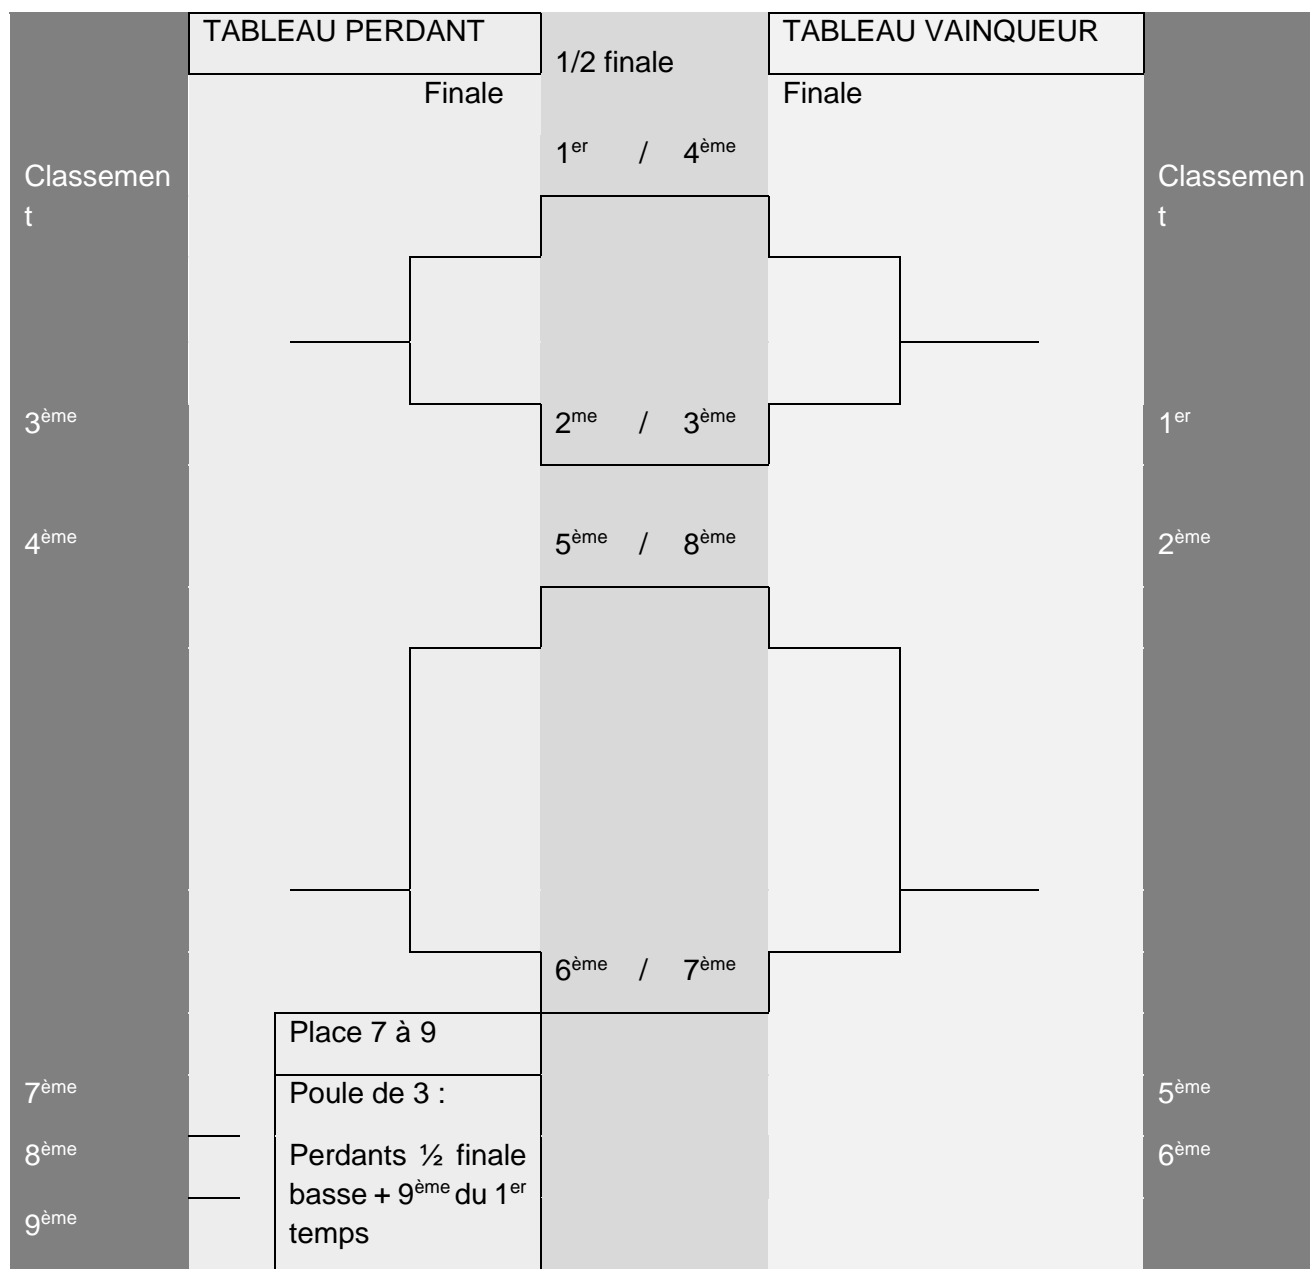 TABLEAU PERDANT
1/2 finale
TABLEAU VAINQUEUR
Finale
Finale
1er / 4ème
Classemen
t
Classemen
t
3ème
2me / 3ème
1er
4ème
5ème / 8ème
2ème
6ème / 7ème
Place 7 à 9
7ème
Poule de 3 :
5ème
8ème
Perdants ½ finale
6ème
basse + 9ème du 1er
9ème
temps